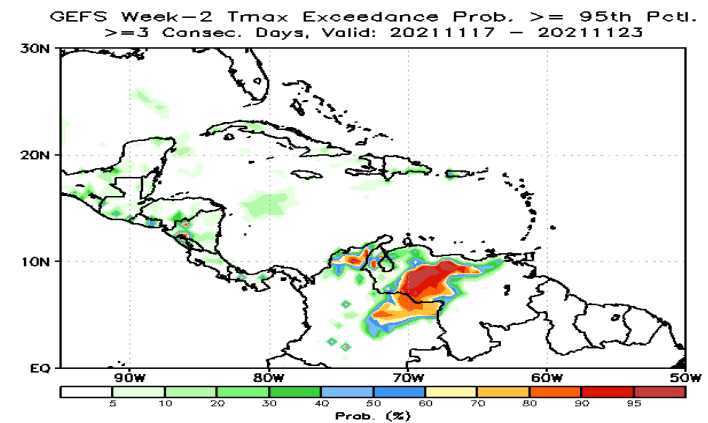 GEFS Week-2 Tmax Exceedance Prob. >= 95th Pctl.
>=3 Consec. Days, Valid: 20211117 - 20211123
30N
20N
10N
EQ
90W 80W 70W 60W 50W
5 10 20 30 40 50 60 70 80 90 95
Prob. (%)